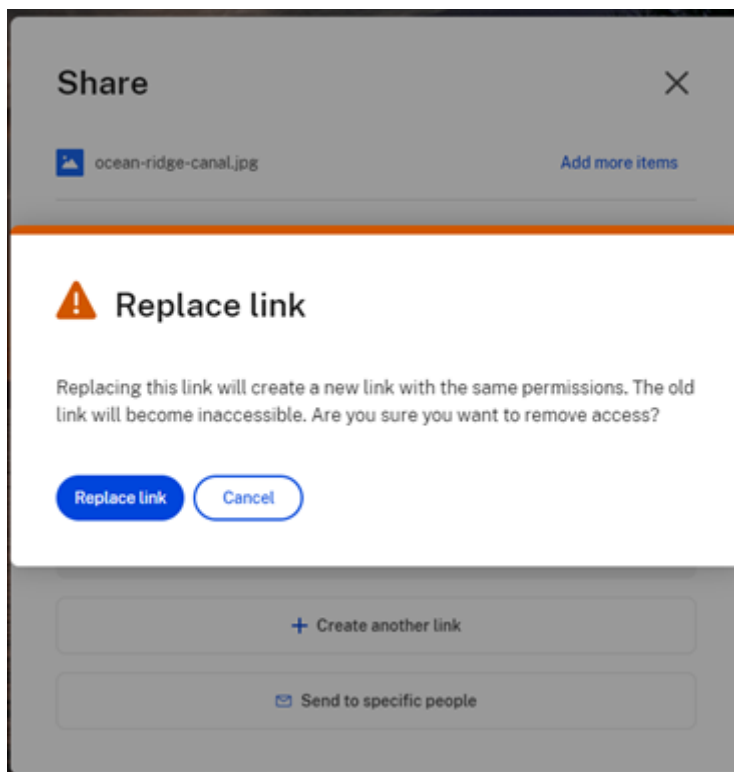 Share
ocean-ridge-canal.jpg
Add more items
Replace link
Replacing this link will create a new link with the same permissions. The old
link will become inaccessible. Are you sure you want to remove access?
Replace link
Cancel
Create another link
Send to specific people